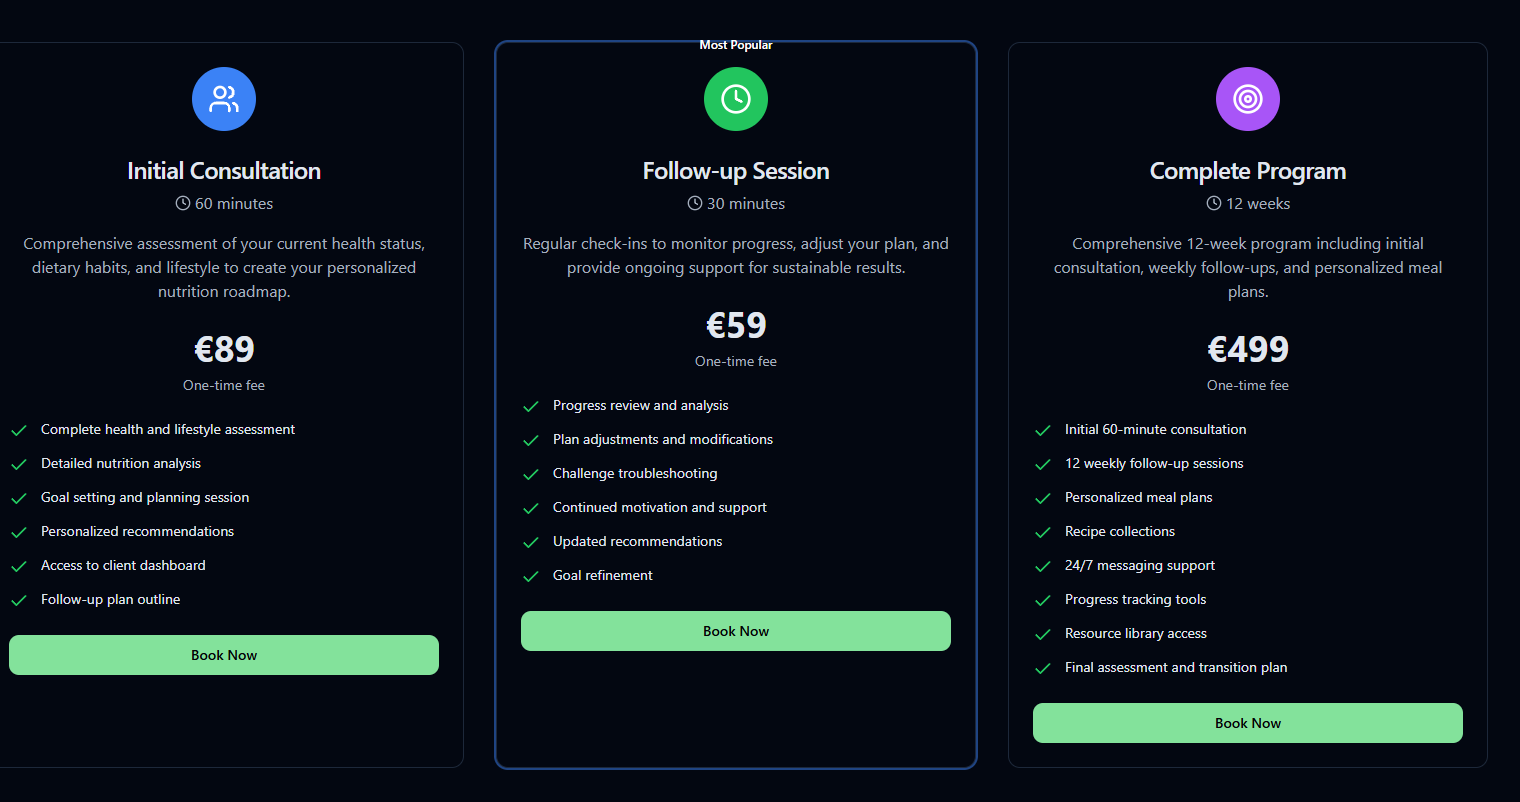 Most Popular
Initial Consultation
60 minutes
Comprehensive assessment of your current health status,
dietary habits, and lifestyle to create your personalized
nutrition roadmap.
€89
One-time fee
Complete health and lifestyle assessment
Detailed nutrition analysis
Goal setting and planning session
Personalized recommendations
Access to client dashboard
Follow-up plan outline
Book Now
Follow-up Session
30 minutes
Regular check-ins to monitor progress, adjust your plan, and
provide ongoing support for sustainable results.
€59
One-time fee
Progress review and analysis
Plan adjustments and modifications
Challenge troubleshooting
Continued motivation and support
Updated recommendations
Goal refinement
Book Now
Complete Program
12 weeks
Comprehensive 12-week program including initial
consultation, weekly follow-ups, and personalized meal
plans.
€499
One-time fee
Initial 60-minute consultation
12 weekly follow-up sessions
Personalized meal plans
Recipe collections
24/7 messaging support
Progress tracking tools
Resource library access
Final assessment and transition plan
Book Now